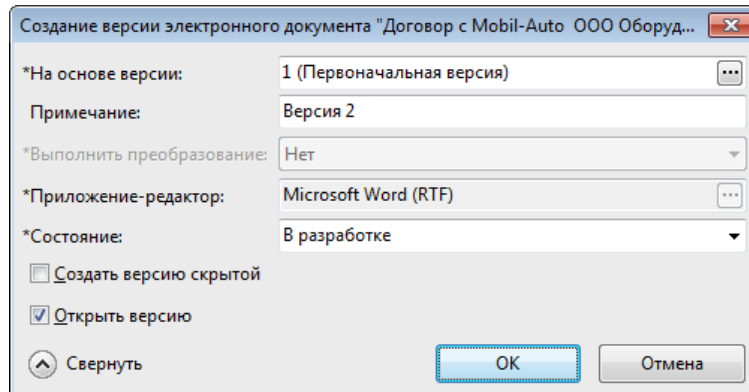 Создание версии электронного документа "Договор с Mobil-Auto ООО Оборуд...
*На основе версии: 1 (Первоначальная версия)
Примечание: Версия 2
*Выполнить преобразование: Нет
*Приложение-редактор: Microsoft Word (RTF)
*Состояние: В разработке
Создать версию скрытой
Открыть версию
Свернуть OK Отмена